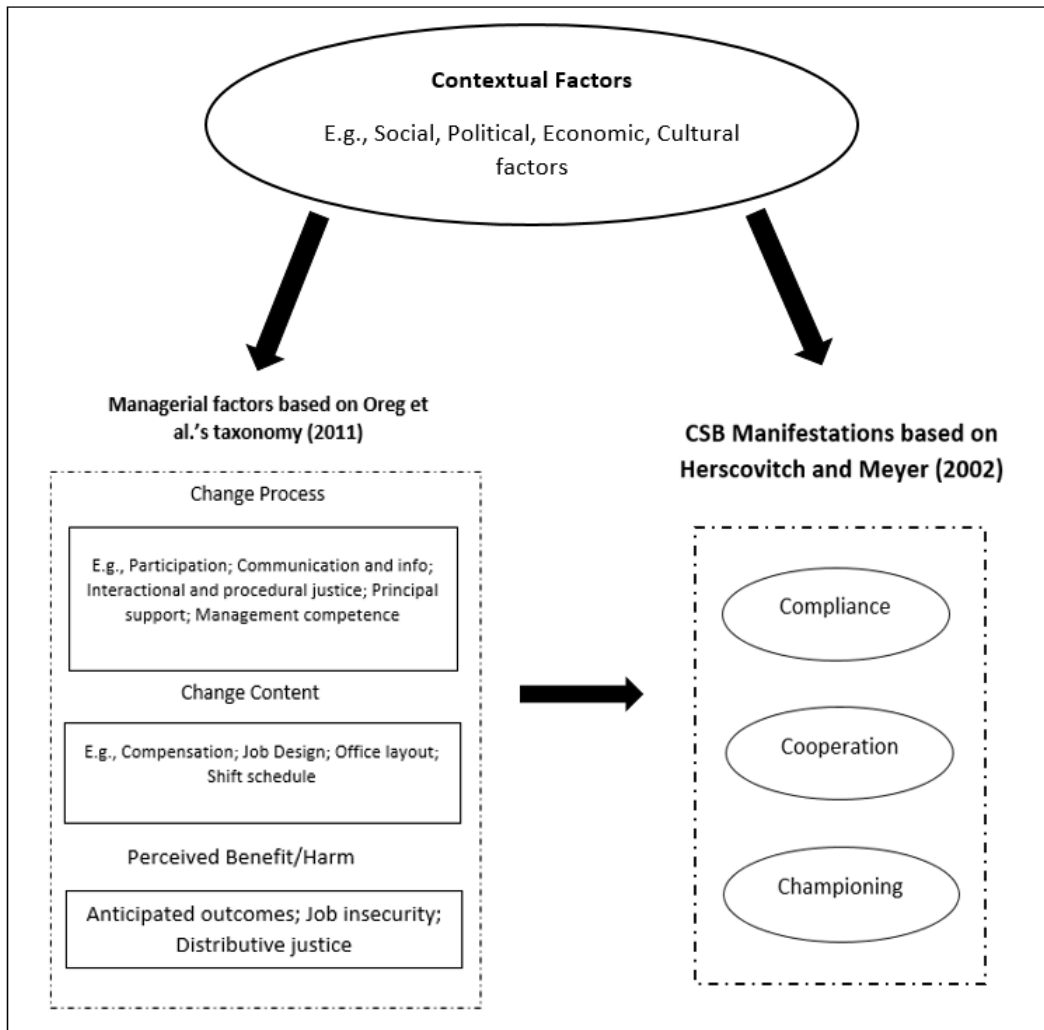 Contextual Factors
E.g., Social, Political, Economic, Cultural
factors
Managerial factors based on Oreg et
al.'s taxonomy (2011)
Change Process
E.g., Participation; Communication and info;
Interactional and procedural justice; Principal
support; Management competence
Change Content
E.g., Compensation; Job Design; Office layout;
Shift schedule
Perceived Benefit/Harm
Anticipated outcomes; Job insecurity;
Distributive justice
CSB Manifestations based on
Herscovitch and Meyer (2002)
Compliance
Cooperation
Championing